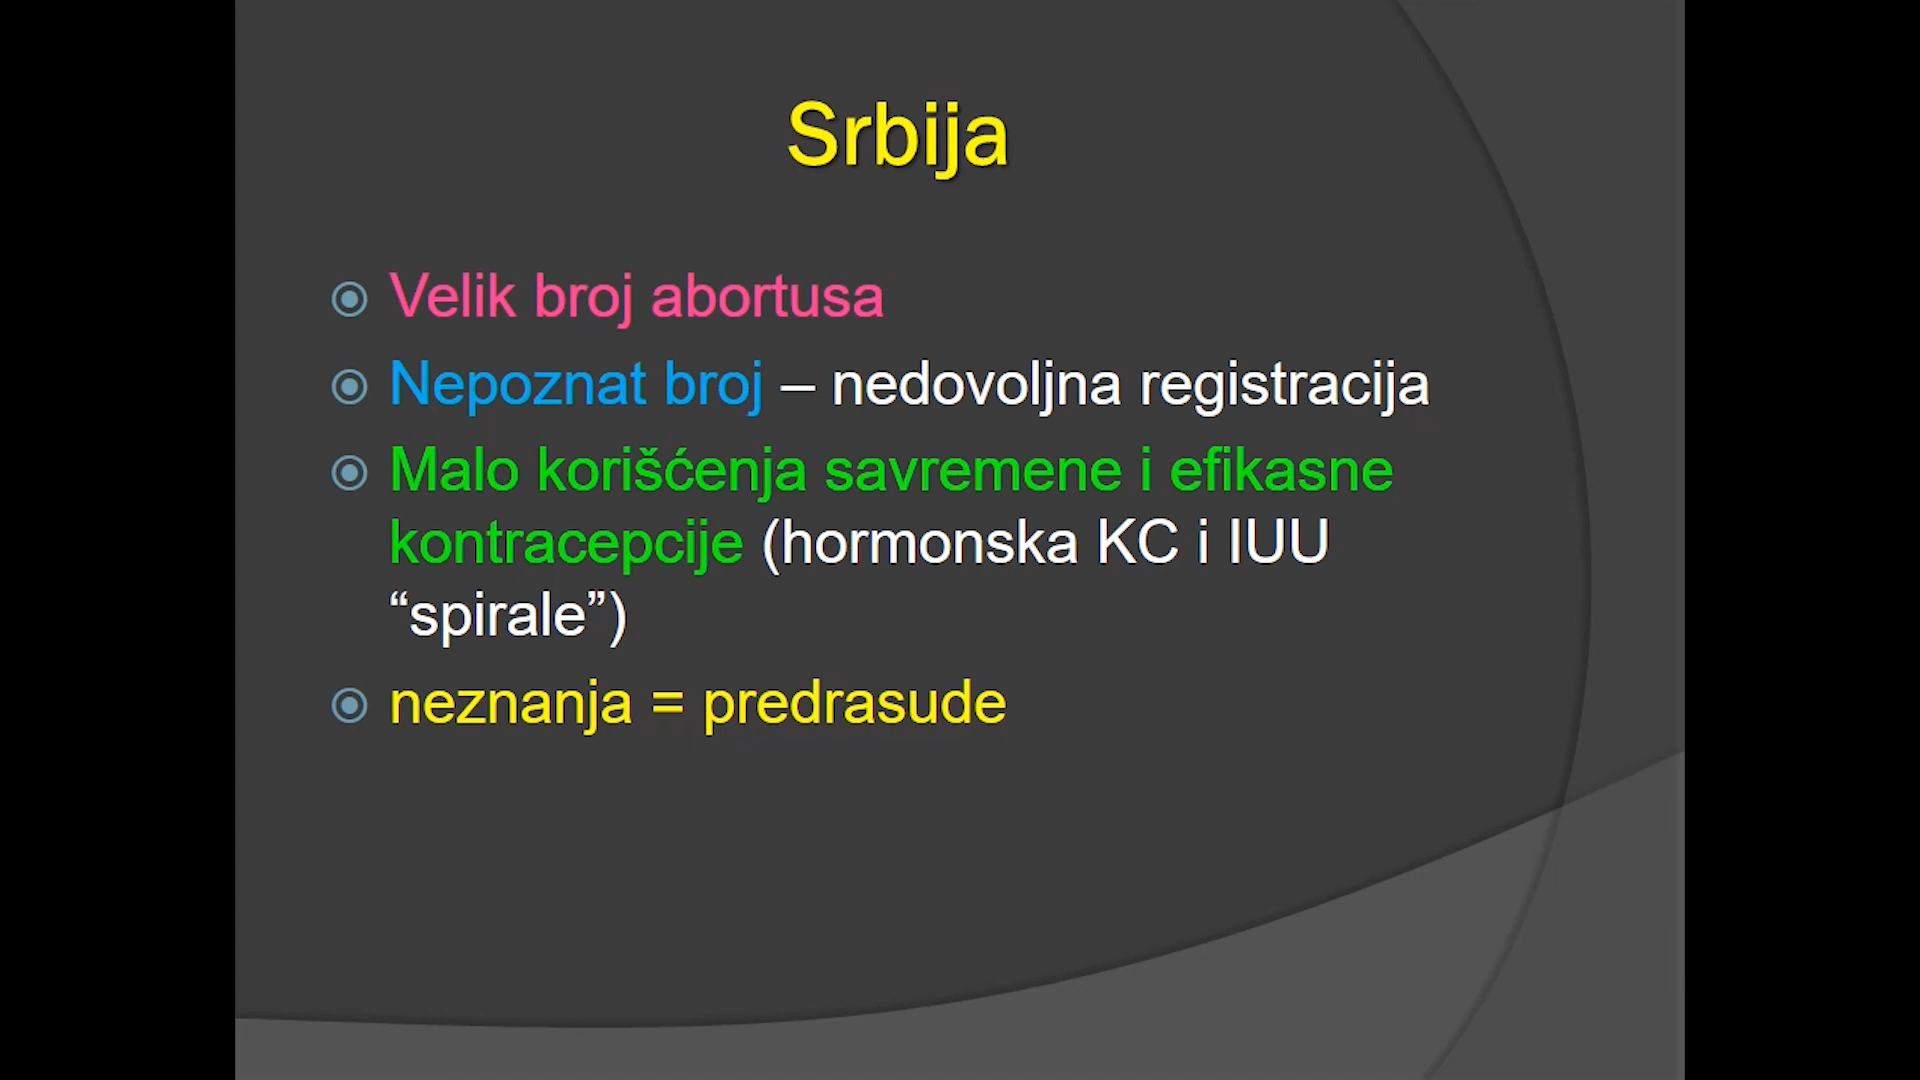 Srbija
Velik broj abortusa
Nepoznat broj – nedovoljna registracija
Malo korišćenja savremene i efikasne
kontracepcije (hormonska KC i IUU
“spirale”)
neznanja = predrasude